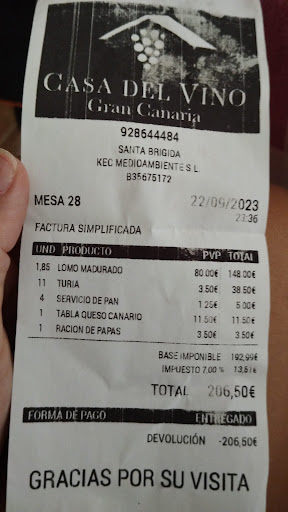 CASA DEL VINO
Gran Canaria
928644484
SANTA BRIGIDA
KEC MEDIOAMBIENTE S.L.
B35675172
MESA 28 22/09/2023
23:36
FACTURA SIMPLIFICADA
UND PRODUCTO PVP TOTAL
1,85 LOMO MADURADO 80.00€ 148.00€
11 TURIA 3.50€ 38.50€
4 SERVICIO DE PAN 1.25€ 5.00€
1 TABLA QUESO CANARIO 11.50€ 11.50€
1 RACION DE PAPAS 3.50€ 3.50€
BASE IMPONIBLE 192,99€
IMPUESTO 7,00 % 13,51€
TOTAL 206,50€
FORMA DE PAGO ENTREGADO
DEVOLUCIÓN -206,50€
GRACIAS POR SU VISITA